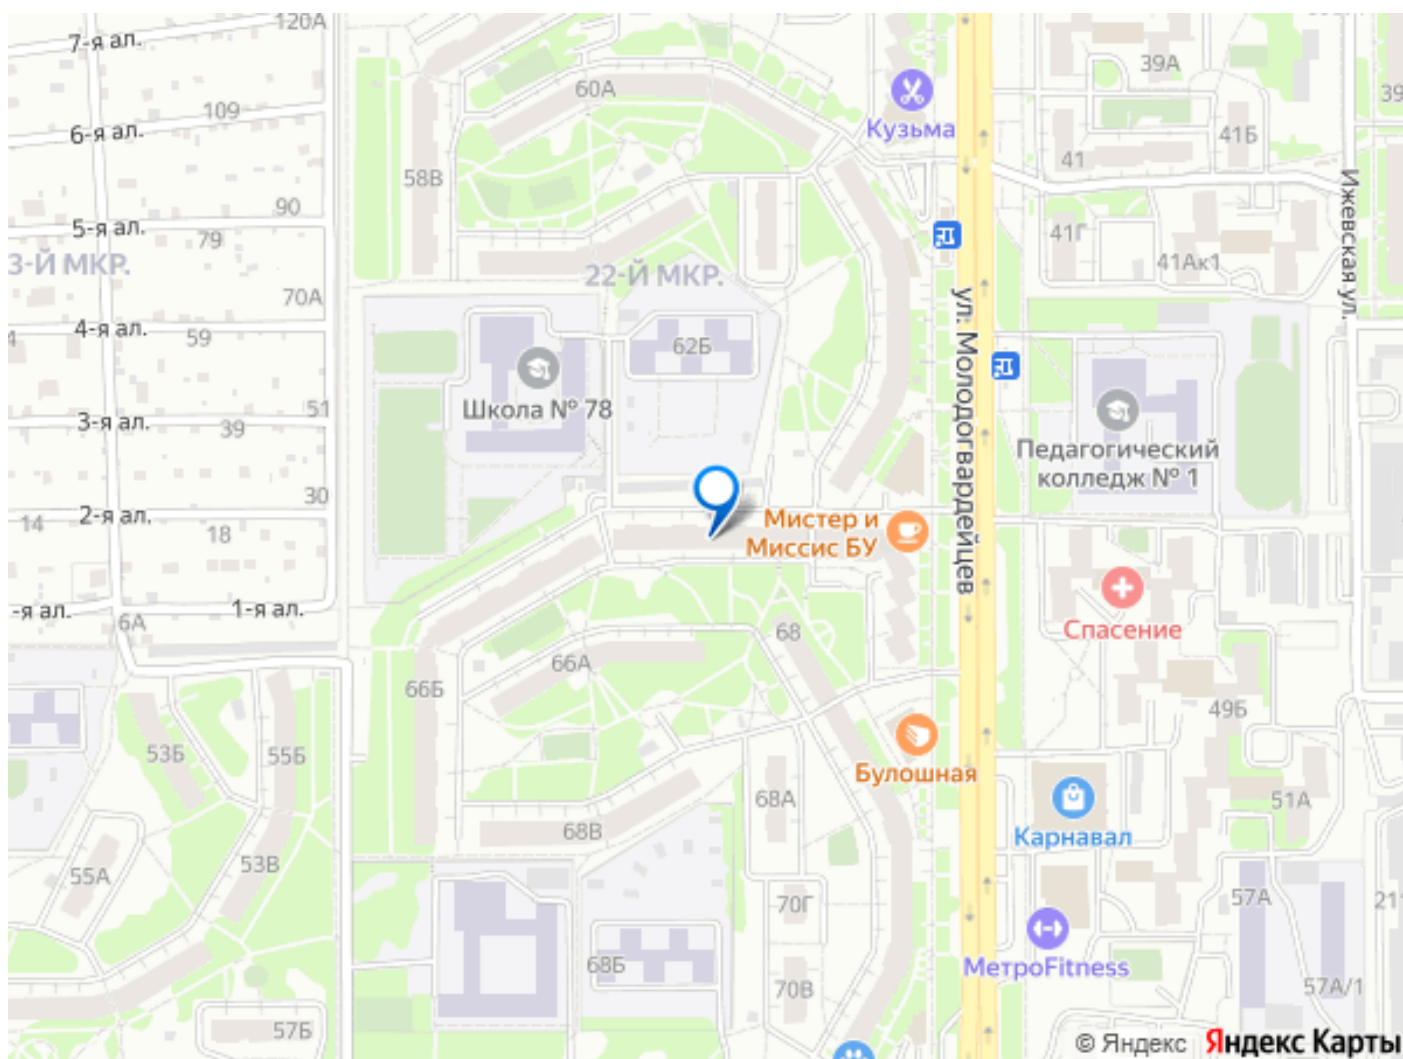 7-я ал.
120А
60А
39А
109
6-я ал.
Кузьма
41Б
41
58В
90
5-я ал.
79
41Г
Ижевская ул.
3-Й МКР.
22-Й МКР.
41Ак1
70А
4-я ал.
59
62Б
ул. Молодогвардейцев
51
Школа № 78
3-я ал.
39
Педагогический
колледж № 1
30
2-я ал.
14
18
Мистер и
Миссис БУ
-я ал.
1-я ал.
6А
68
Спасение
66А
66Б
49Б
53Б
55Б
Булошная
68А
51А
68В
Карнавал
55А
53В
70Г
57А
68Б
МетроFitness
70В
57А/1
57Б
© Яндекс
Яндекс Карты